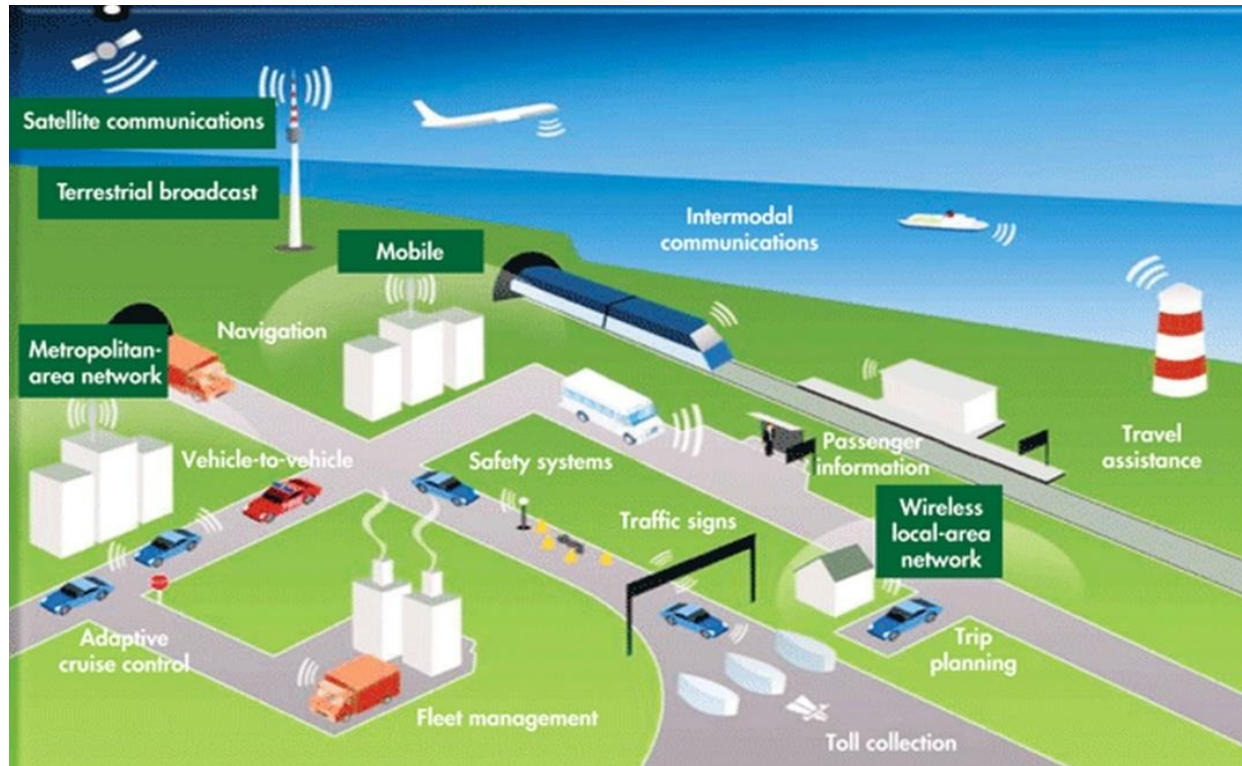 Satellite communications
Terrestrial broadcast
Mobile
Intermodal
communications
Navigation
Metropolitan-
area network
Vehicle-to-vehicle
Safety systems
Passenger
information
Travel
assistance
Traffic signs
Wireless
local-area
network
Adaptive
cruise control
Trip
planning
Fleet management
Toll collection